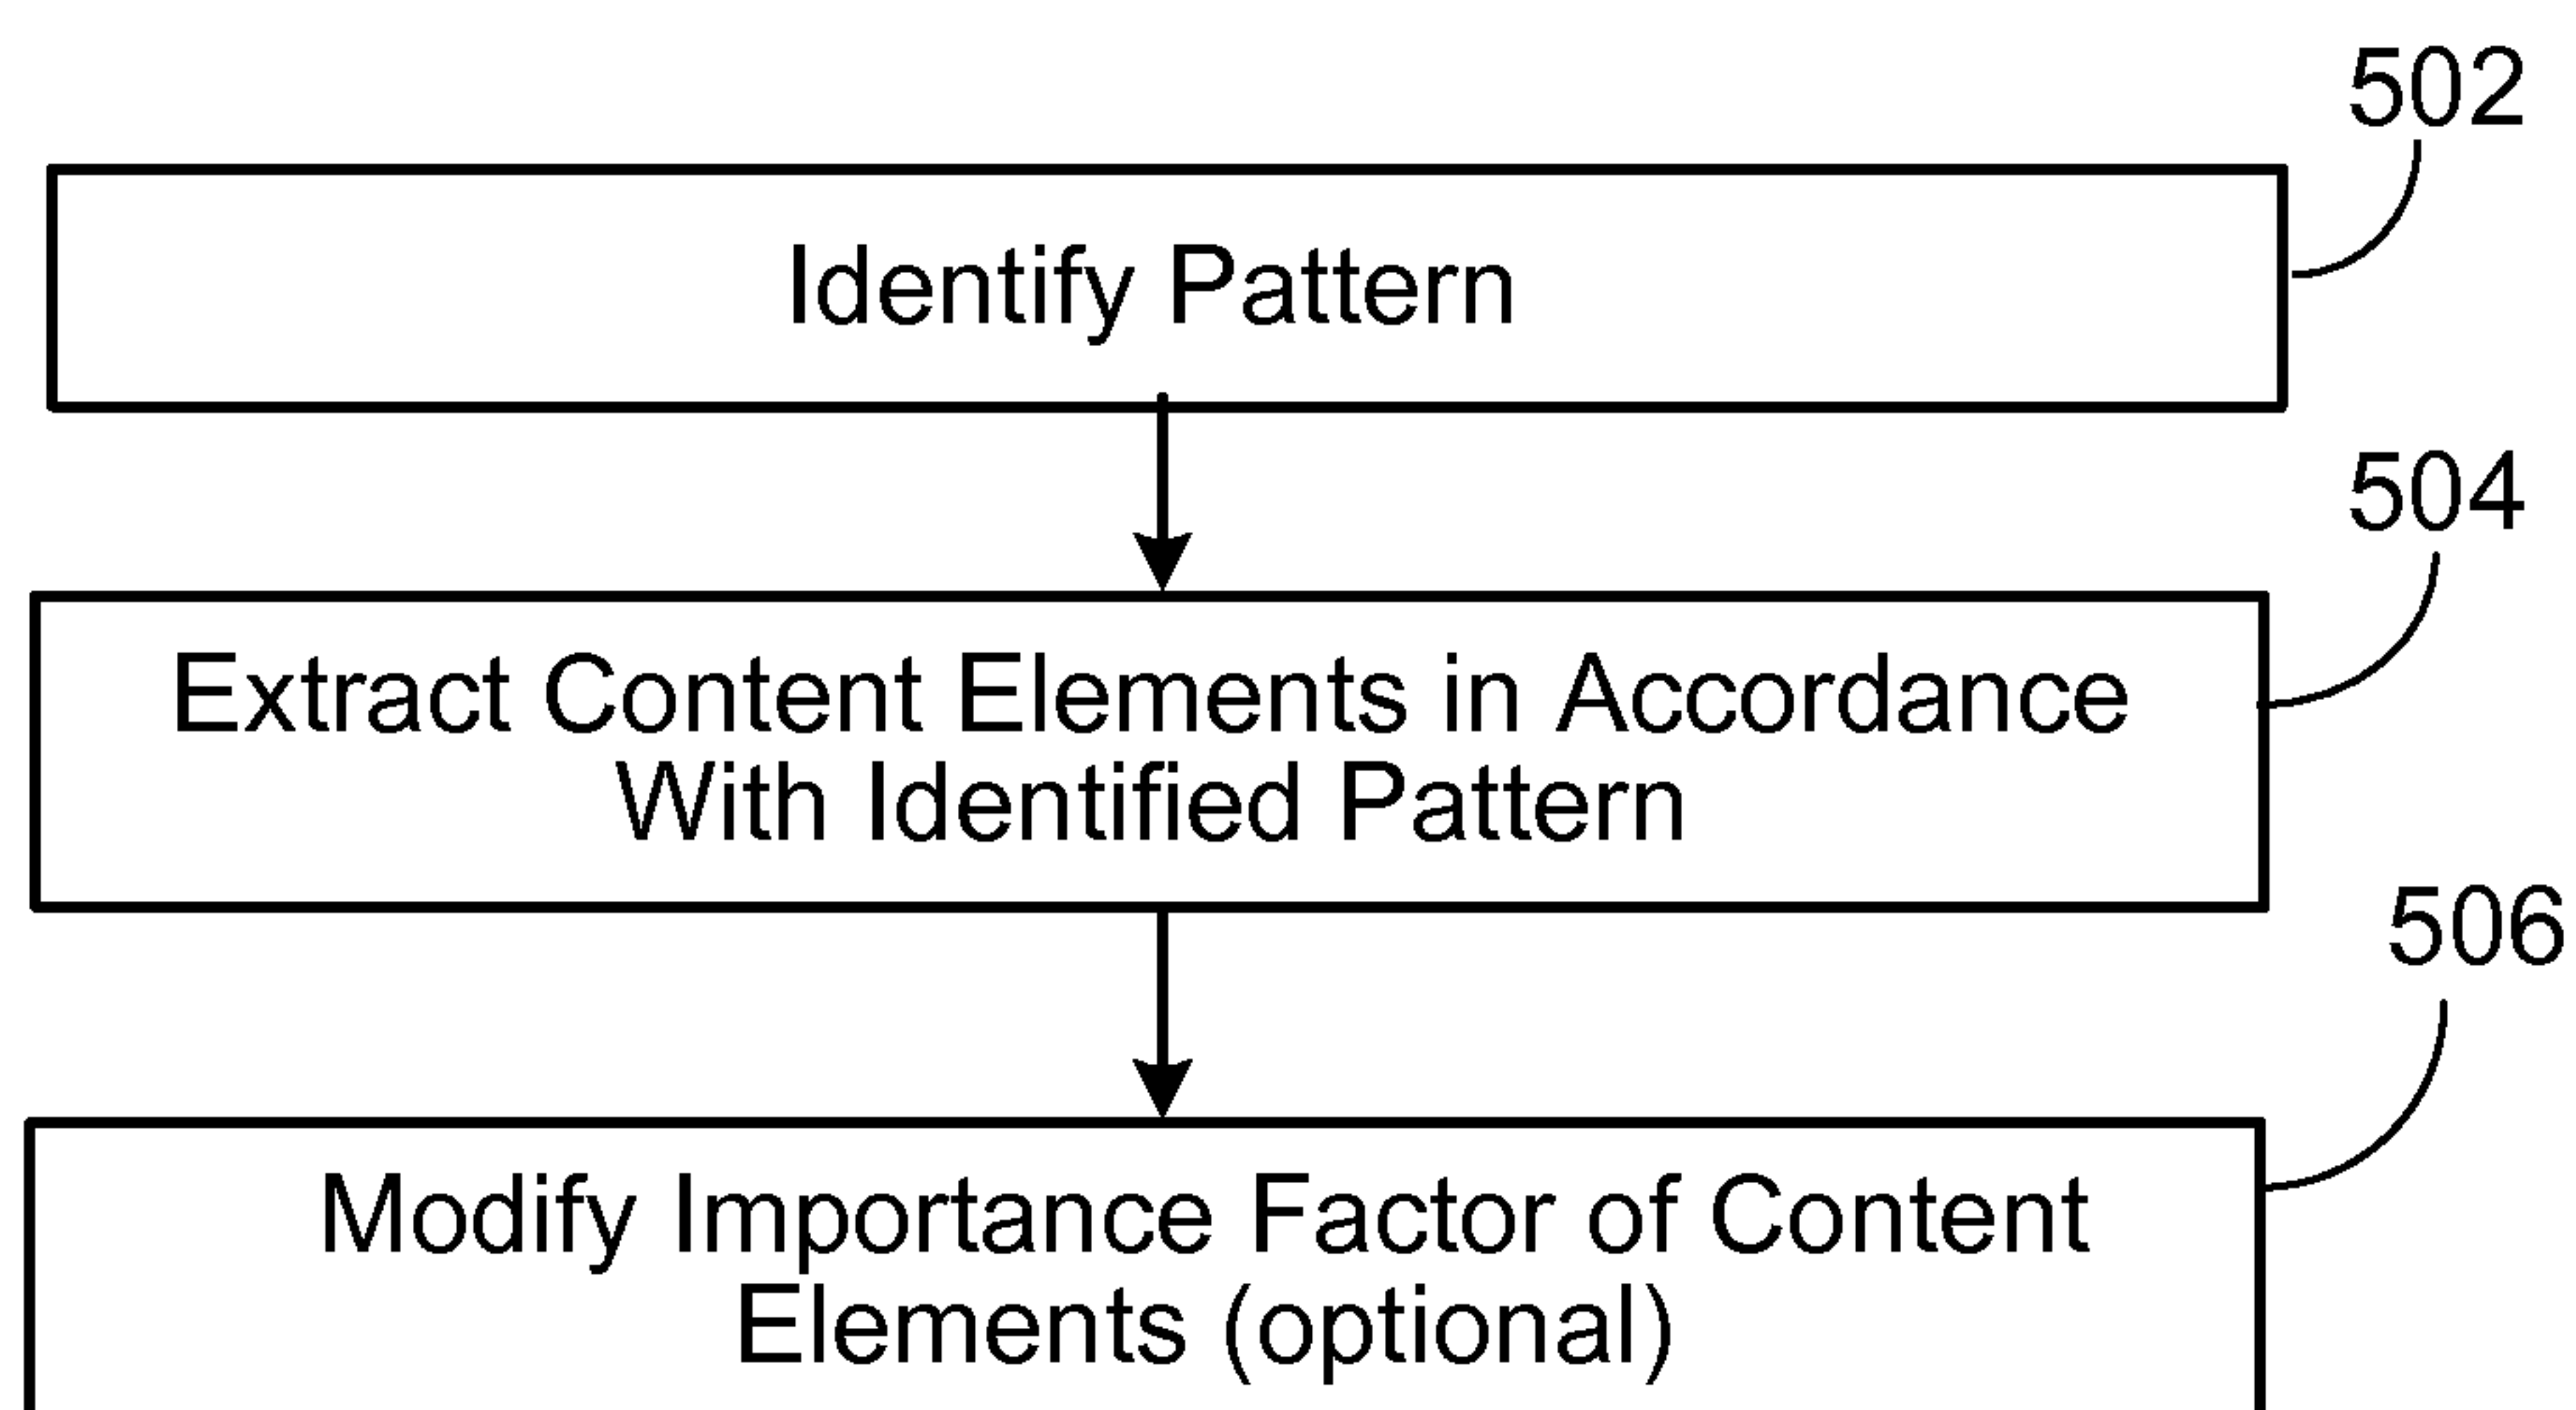 502
Identify Pattern
504
Extract Content Elements in Accordance
With Identified Pattern
506
Modify Importance Factor of Content
Elements (optional)